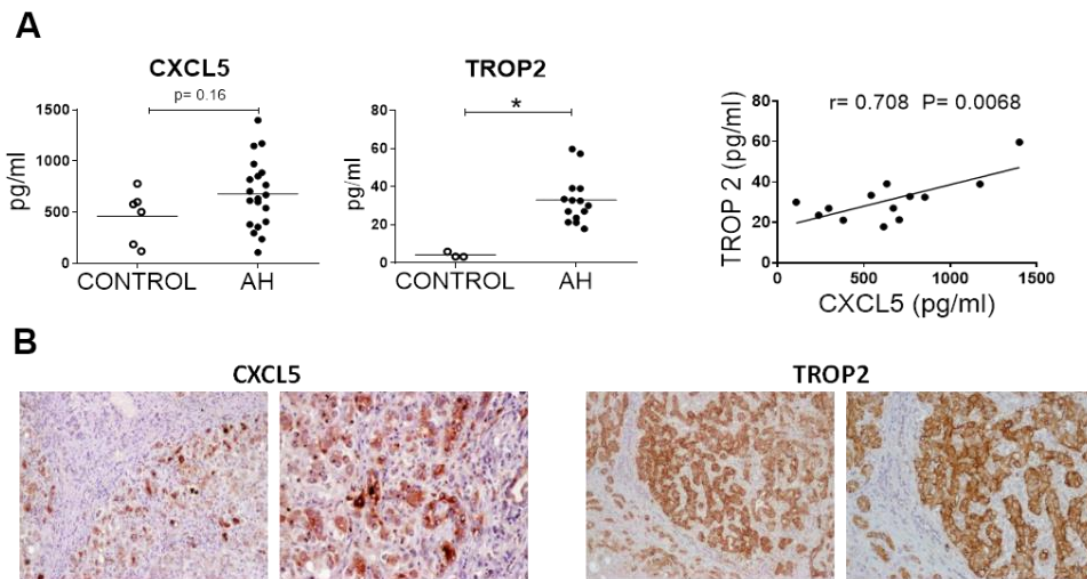 A
CXCL5
p= 0.16
1500
1000
500
0
pg/ml
CONTROL AH
TROP2
*
80
60
40
20
0
pg/ml
CONTROL AH
r= 0.708 P= 0.0068
80
60
40
20
0
TROP 2 (pg/ml)
0 500 1000 1500
CXCL5 (pg/ml)
B
CXCL5
TROP2